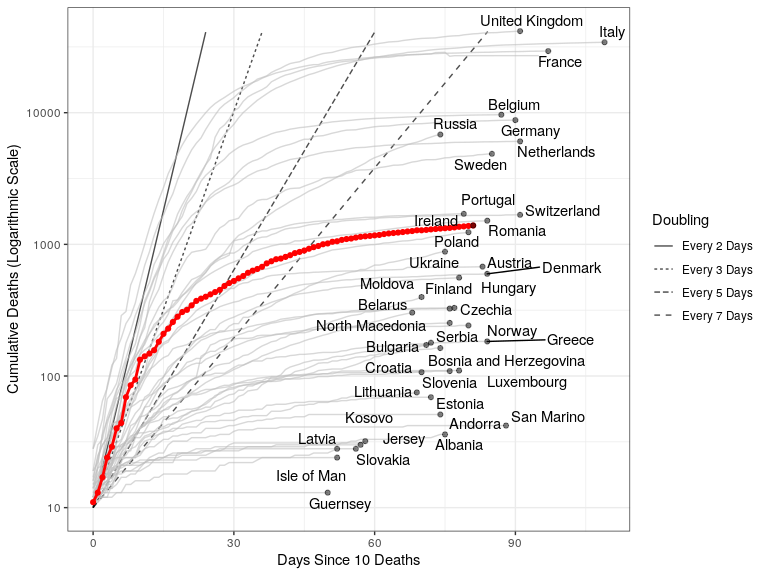 United Kingdom
Italy
France
Belgium
Russia
Germany
Netherlands
Sweden
Portugal
Switzerland
Ireland
Romania
Poland
Ukraine
Austria
Denmark
Moldova
Finland
Hungary
Belarus
Czechia
North Macedonia
Norway
Serbia
Greece
Bulgaria
Bosnia and Herzegovina
Croatia
Slovenia
Luxembourg
Lithuania
Estonia
Kosovo
San Marino
Andorra
Latvia
Jersey
Albania
Slovakia
Isle of Man
Guernsey
10000
1000
100
10
0
30
60
90
Days Since 10 Deaths
Cumulative Deaths (Logarithmic Scale)
Doubling
Every 2 Days
Every 3 Days
Every 5 Days
Every 7 Days